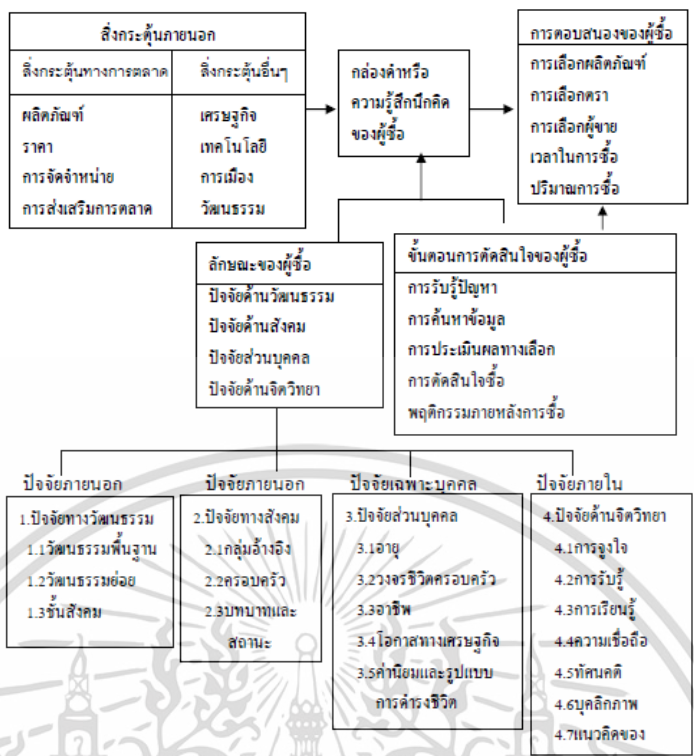 สิ่งกระตุ้นภายนอก
สิ่งกระตุ้นทางการตลาด
สิ่งกระตุ้นอื่นๆ
ผลิตภัณฑ์
ราคา
การจัดจำหน่าย
การส่งเสริมการตลาด
เศรษฐกิจ
เทคโนโลยี
การเมือง
วัฒนธรรม
กล่องดำหรือ
ความรู้สึกนึกคิด
ของผู้ซื้อ
การตอบสนองของผู้ซื้อ
การเลือกผลิตภัณฑ์
การเลือกตรา
การเลือกผู้ขาย
เวลาในการซื้อ
ปริมาณการซื้อ
ลักษณะของผู้ซื้อ
ปัจจัยด้านวัฒนธรรม
ปัจจัยด้านสังคม
ปัจจัยส่วนบุคคล
ปัจจัยด้านจิตวิทยา
ขั้นตอนการตัดสินใจของผู้ซื้อ
การรับรู้ปัญหา
การค้นหาข้อมูล
การประเมินผลทางเลือก
การตัดสินใจซื้อ
พฤติกรรมภายหลังการซื้อ
ปัจจัยภายนอก
1.ปัจจัยทางวัฒนธรรม
1.1วัฒนธรรมพื้นฐาน
1.2วัฒนธรรมย่อย
1.3ชั้นสังคม
ปัจจัยภายนอก
2.ปัจจัยทางสังคม
2.1กลุ่มอ้างอิง
2.2ครอบครัว
2.3บทบาทและ
สถานะ
ปัจจัยเฉพาะบุคคล
3.ปัจจัยส่วนบุคคล
3.1อายุ
3.2วงจรชีวิตครอบครัว
3.3อาชีพ
3.4โอกาสทางเศรษฐกิจ
3.5ค่านิยมและรูปแบบ
การดำรงชีวิต
ปัจจัยภายใน
4.ปัจจัยด้านจิตวิทยา
4.1การจูงใจ
4.2การรับรู้
4.3การเรียนรู้
4.4ความเชื่อถือ
4.5ทัศนคติ
4.6บุคลิกภาพ
4.7แนวคิดของ